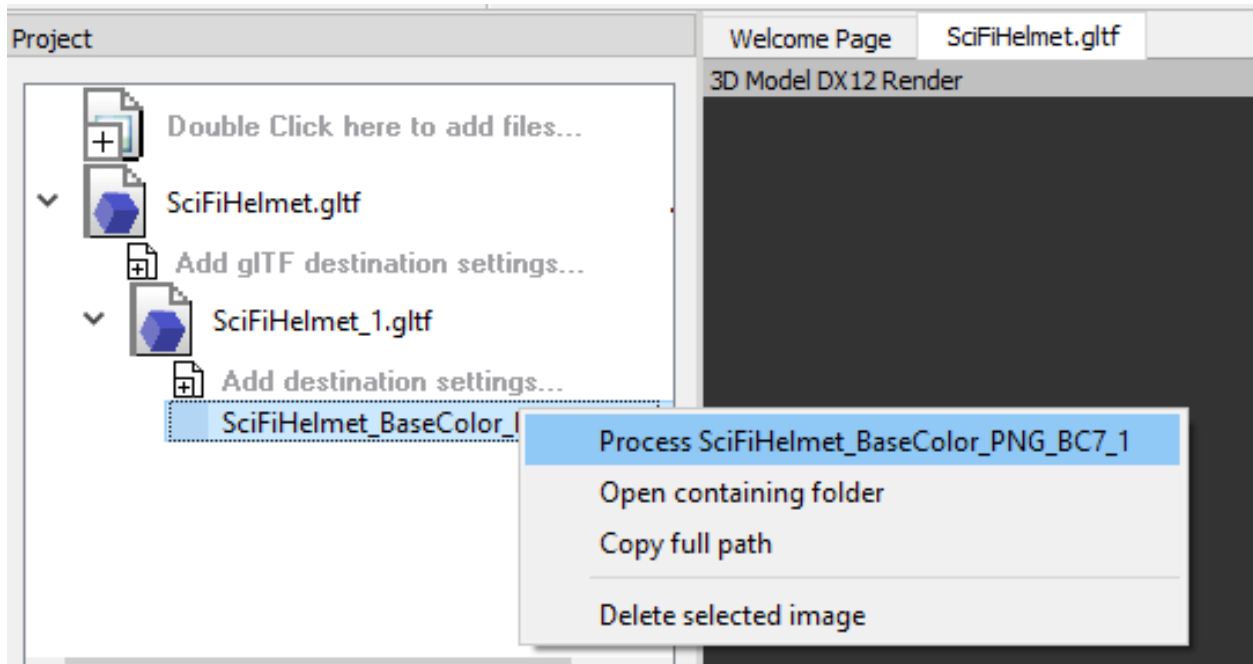 Project
Welcome Page
SciFiHelmet.gltf
3D Model DX12 Render
Double Click here to add files...
SciFiHelmet.gltf
Add glTF destination settings...
SciFiHelmet_1.gltf
Add destination settings...
SciFiHelmet_BaseColor_
Process SciFiHelmet_BaseColor_PNG_BC7_1
Open containing folder
Copy full path
Delete selected image